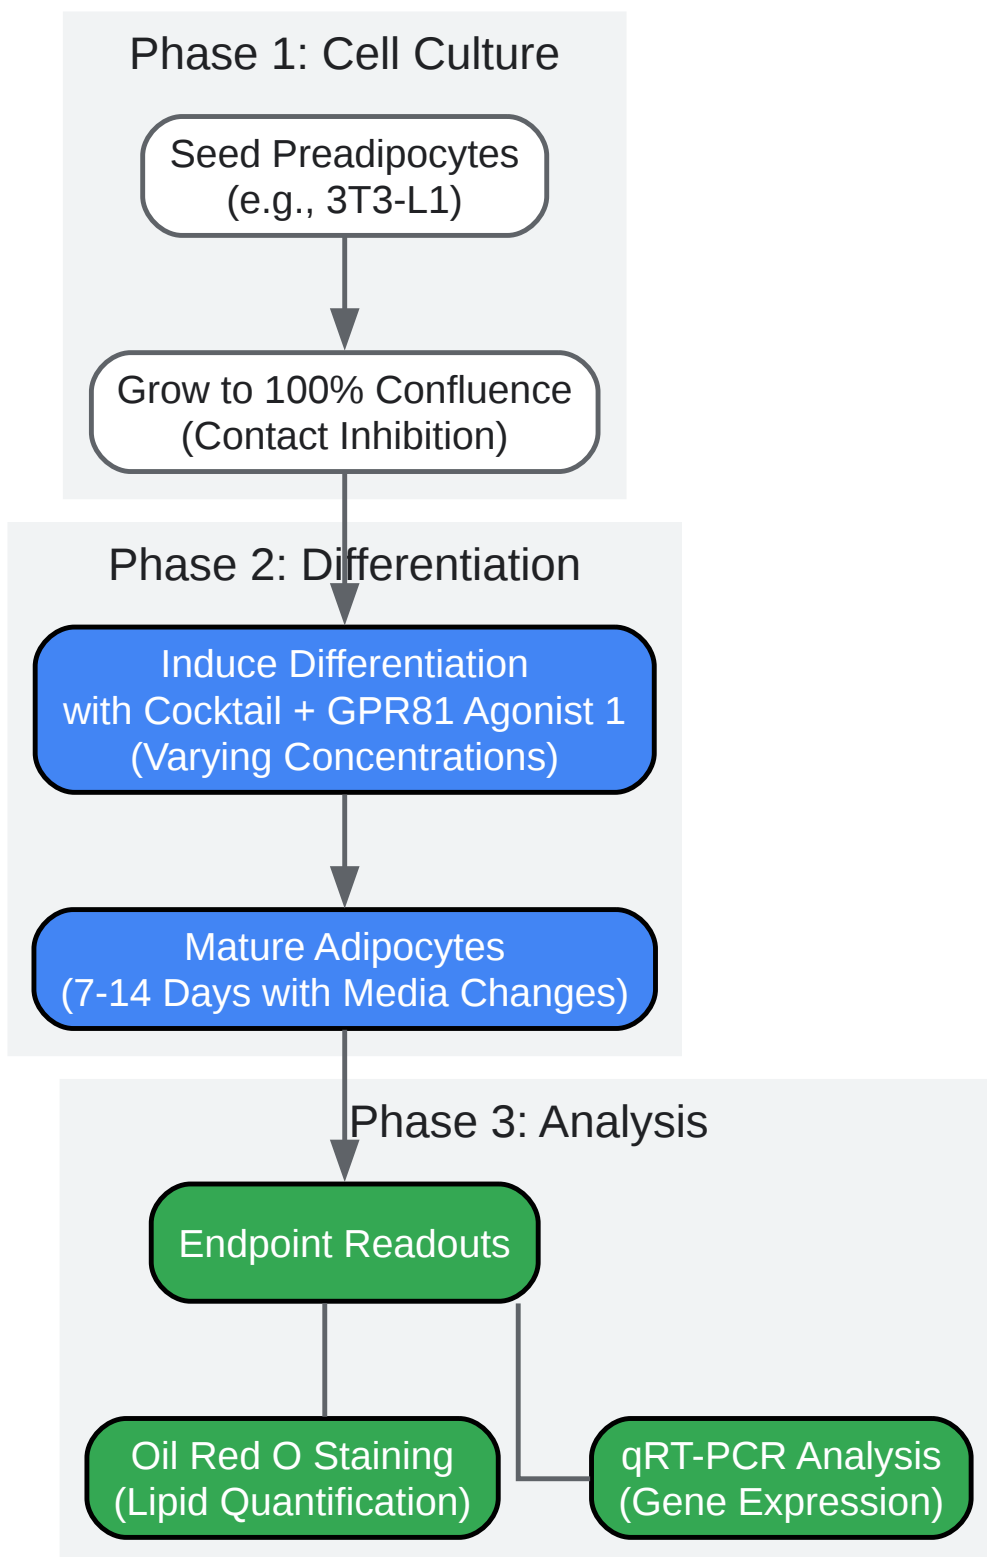 Phase 1: Cell Culture
Seed Preadipocytes
(e.g., 3T3-L1)
Grow to 100% Confluence
(Contact Inhibition)
Phase 2: Differentiation
Induce Differentiation
with Cocktail + GPR81 Agonist 1
(Varying Concentrations)
Mature Adipocytes
(7-14 Days with Media Changes)
Phase 3: Analysis
Endpoint Readouts
Oil Red O Staining
(Lipid Quantification)
qRT-PCR Analysis
(Gene Expression)